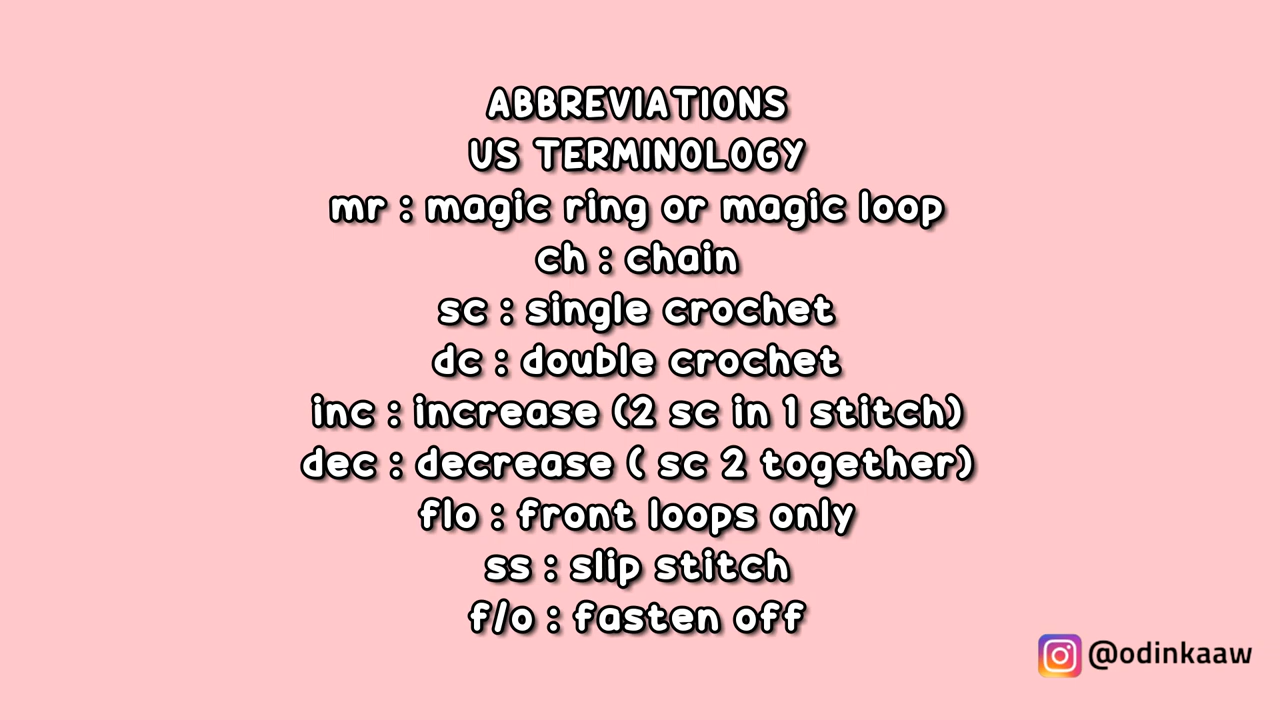 ABBREVIATIONS
US TERMINOLOGY
mr : magic ring or magic loop
ch : chain
sc : single crochet
dc : double crochet
inc : increase (2 sc in 1 stitch)
dec : decrease ( sc 2 together)
flo : front loops only
ss : slip stitch
f/o : fasten off
@odinkaaw